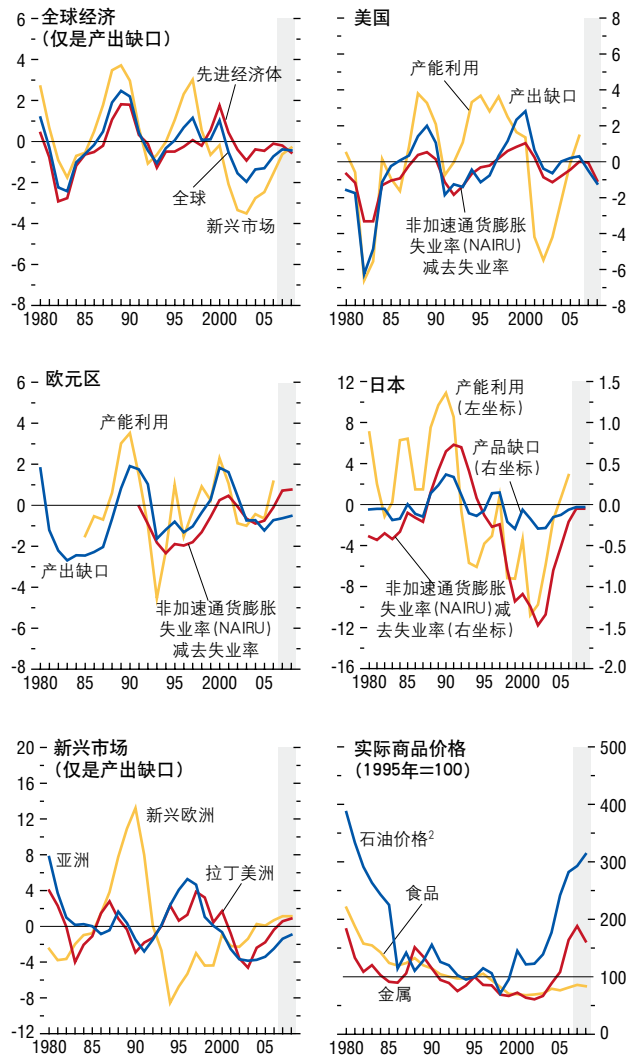 全球经济
(仅是产出缺口)
6
4
2
0
-2
-4
-6
-8
先进经济体
全球
新兴市场
1980 85 90 95 2000 05
美国
8
6
4
2
0
-2
-4
-6
-8
产能利用
产出缺口
非加速通货膨胀
失业率(NAIRU)
减去失业率
1980 85 90 95 2000 05
欧元区
6
4
2
0
-2
-4
-6
-8
产能利用
产出缺口
非加速通货膨胀
失业率(NAIRU)
减去失业率
1980 85 90 95 2000 05
日本
12
8
4
0
-4
-8
-12
-16
1.5
1.0
0.5
0.0
-0.5
-1.0
-1.5
-2.0
产能利用
(左坐标)
产品缺口
(右坐标)
非加速通货膨胀
失业率(NAIRU)减
去失业率(右坐标)
1980 85 90 95 2000 05
新兴市场
(仅是产出缺口)
20
16
12
8
4
0
-4
-8
-12
新兴欧洲
亚洲
拉丁美洲
1980 85 90 95 2000 05
实际商品价格
(1995年=100)
500
400
300
200
100
0
石油价格2
食品
金属
1980 85 90 95 2000 05